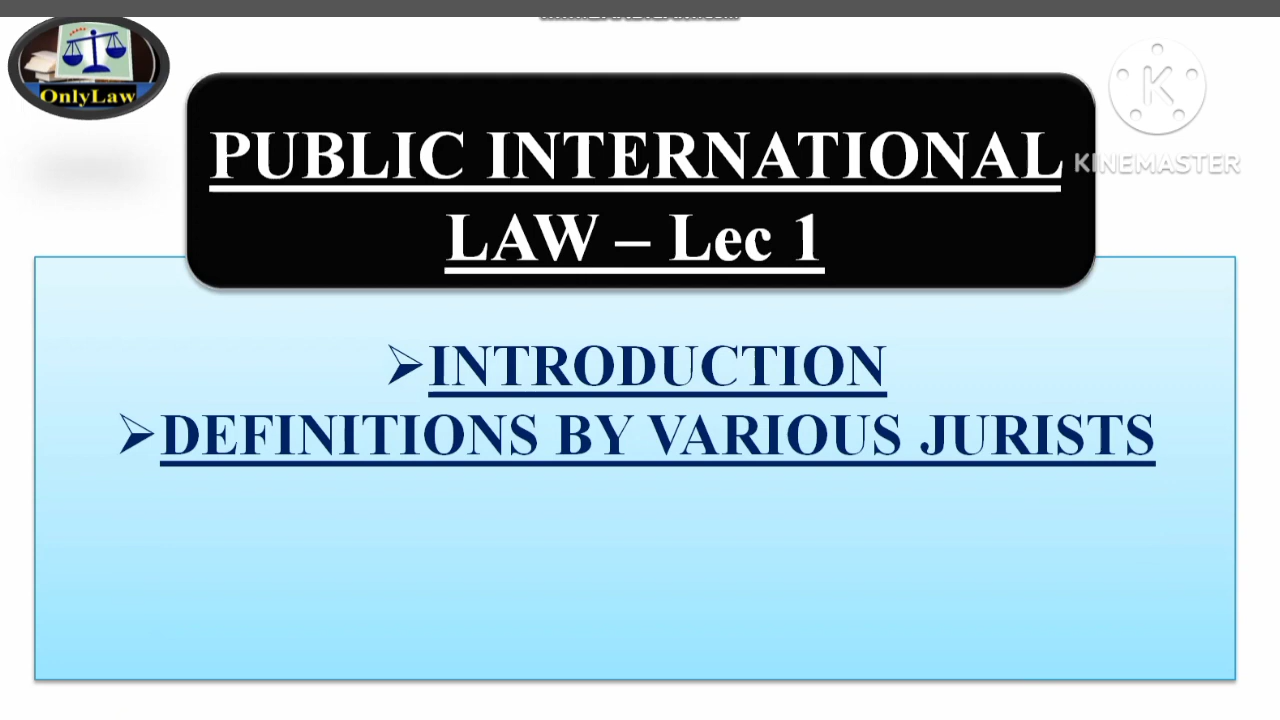 OnlyLaw
PUBLIC INTERNATIONAL
LAW – Lec 1
K
KINEMASTER
➢INTRODUCTION
➢DEFINITIONS BY VARIOUS JURISTS